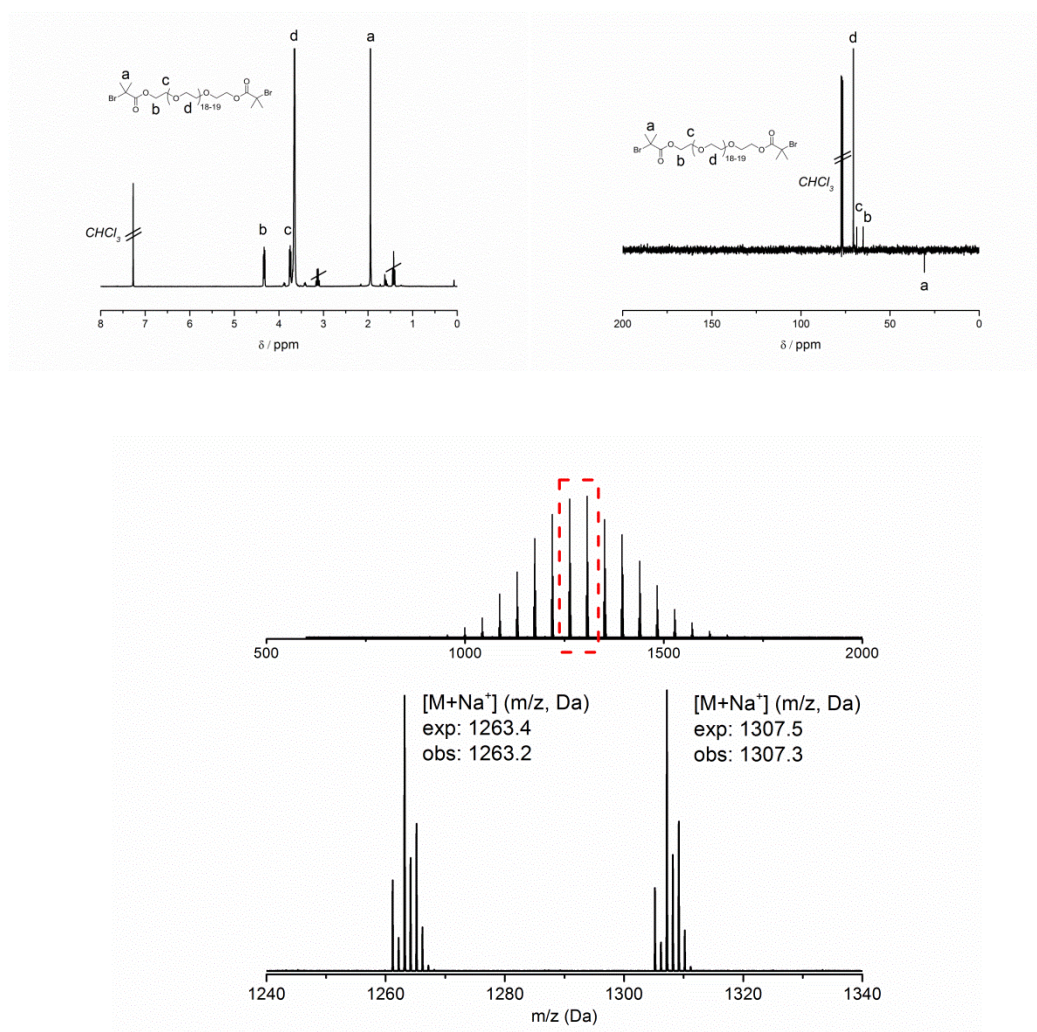 d
a
a
c
Br
O
O
O
O
O
O
Br
b
d
18-19
O
CHCl3
b
c
8
7
6
5
4
3
2
1
0
δ / ppm
d
a
c
Br
O
O
O
O
O
O
Br
b
d
18-19
O
CHCl3
c
b
a
200
150
100
50
0
δ / ppm
500
1000
1500
2000
[M+Na+] (m/z, Da)
exp: 1263.4
obs: 1263.2
[M+Na+] (m/z, Da)
exp: 1307.5
obs: 1307.3
1240
1260
1280
1300
1320
1340
m/z (Da)